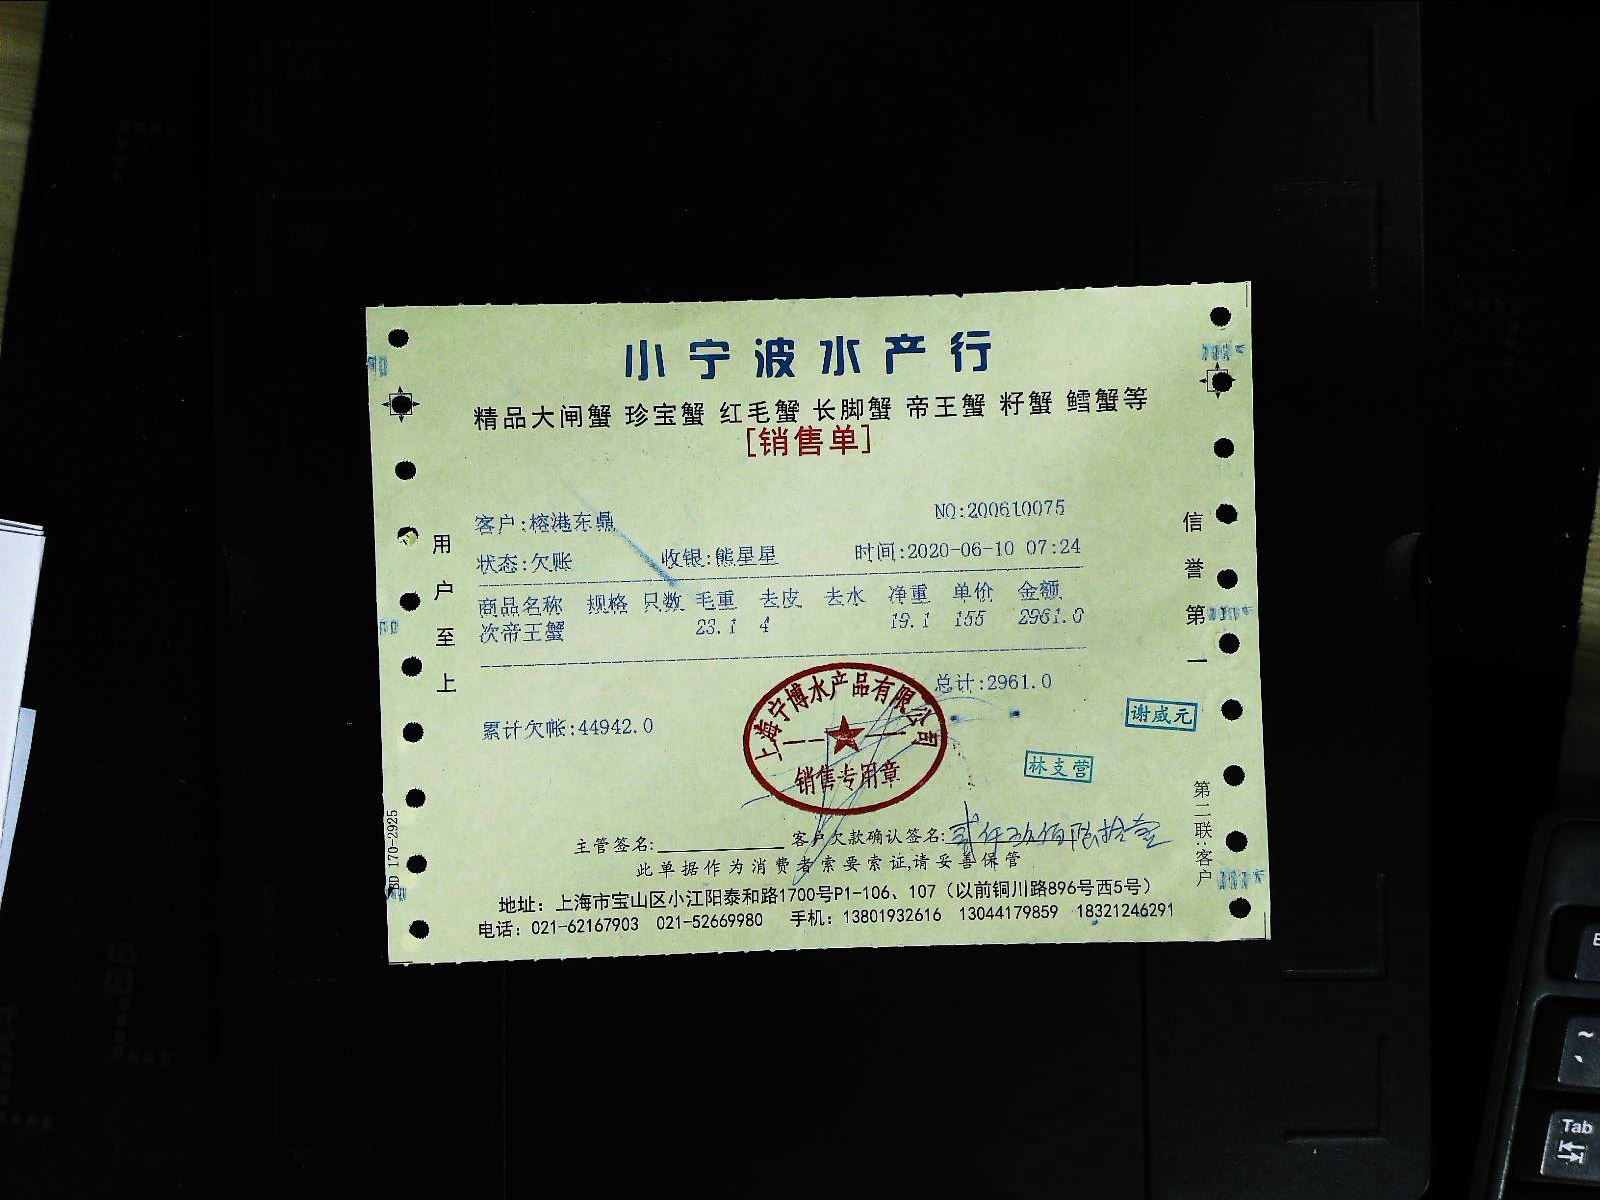 小宁波水产行
精品大闸蟹 珍宝蟹 红毛蟹 长脚蟹 帝王蟹 籽蟹 鳕蟹等
[销售单]
NO:200610075
客户:榕港东鼎
状态:欠账 收银:熊星星 时间:2020-06-10 07:24
商品名称 规格 只数 毛重 去皮 去水 净重 单价 金额
次帝王蟹 23.1 4 19.1 155 2961.0
总计:2961.0
累计欠帐:44942.0
上海宁博水产品有限公司
销售专用章
谢威元
林支营
主管签名: 客户欠款确认签名:贰仟玖佰陆拾壹
此单据作为消费者索要索证,请妥善保管
地址：上海市宝山区小江阳泰和路1700号P1-106、107（以前铜川路896号西5号）
电话：021-62167903 021-52669980 手机：13801932616 13044179859 18321246291
用户至上
信誉第一
第二联:客户
170-2925
Tab